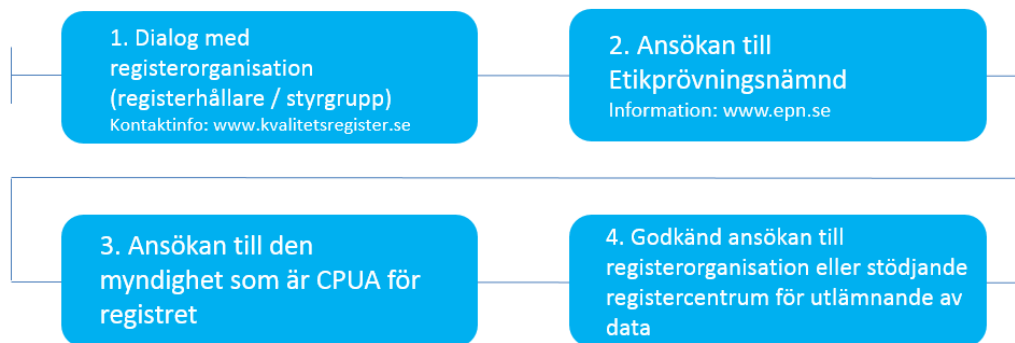 1. Dialog med
registerorganisation
(registerhållare / styrgrupp)
Kontaktinfo: www.kvalitetsregister.se
2. Ansökan till
Etikprövningsnämnd
Information: www.epn.se
3. Ansökan till den
myndighet som är CPUA för
registret
4. Godkänd ansökan till
registerorganisation eller stödjande
registercentrum för utlämnande av
data